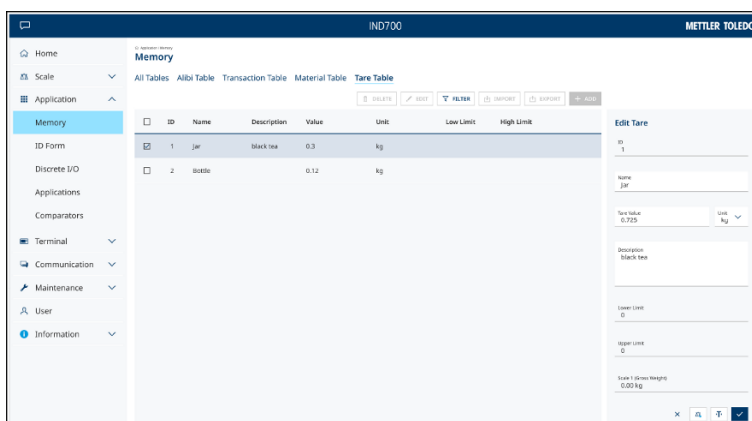 IND700
METTLER TOLEDO
Home
Scale
Application
Memory
ID Form
Discrete I/O
Applications
Comparators
Terminal
Communication
Maintenance
User
Information
Application / Memory
Memory
All Tables Alibi Table Transaction Table Material Table Tare Table
DELETE EDIT FILTER IMPORT EXPORT + ADD
ID Name Description Value Unit Low Limit High Limit
1 Jar black tea 0.3 kg
2 Bottle 0.12 kg
Edit Tare
ID
1
Name
Jar
Tare Value Unit
0.725 kg
Description
black tea
Lower Limit
0
Upper Limit
0
Scale 1 (Gross Weight)
0.00 kg